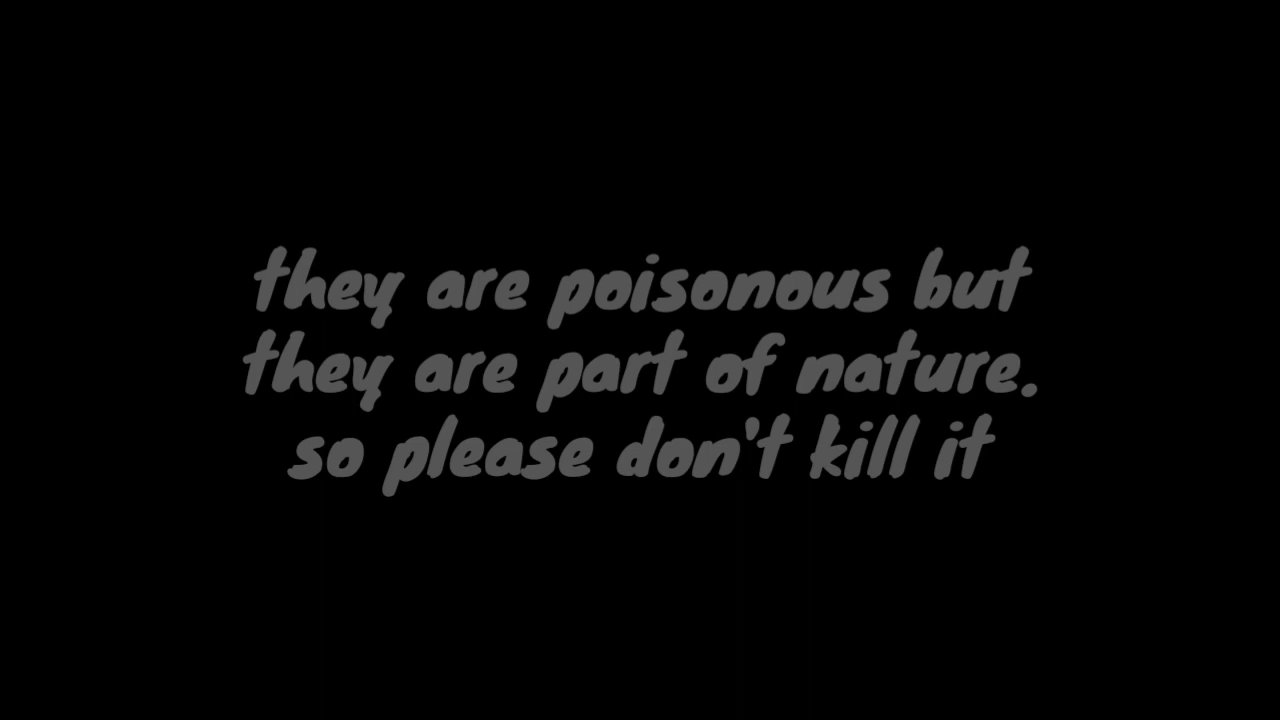 they are poisonous but
they are part of nature.
so please don't kill it